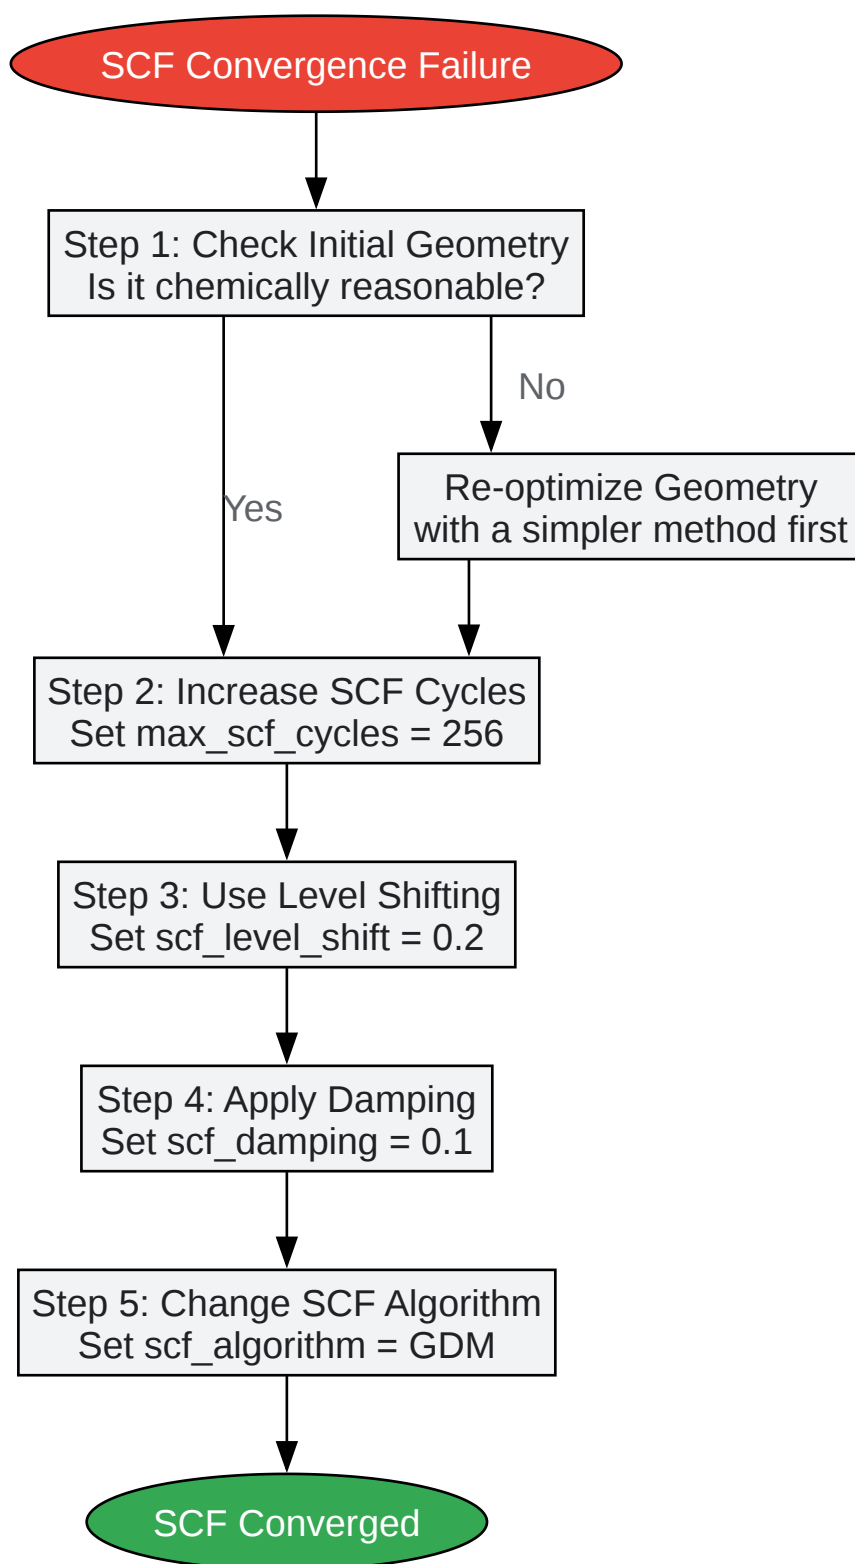 SCF Convergence Failure
Step 1: Check Initial Geometry
Is it chemically reasonable?
No
Re-optimize Geometry
with a simpler method first
Yes
Step 2: Increase SCF Cycles
Set max_scf_cycles = 256
Step 3: Use Level Shifting
Set scf_level_shift = 0.2
Step 4: Apply Damping
Set scf_damping = 0.1
Step 5: Change SCF Algorithm
Set scf_algorithm = GDM
SCF Converged